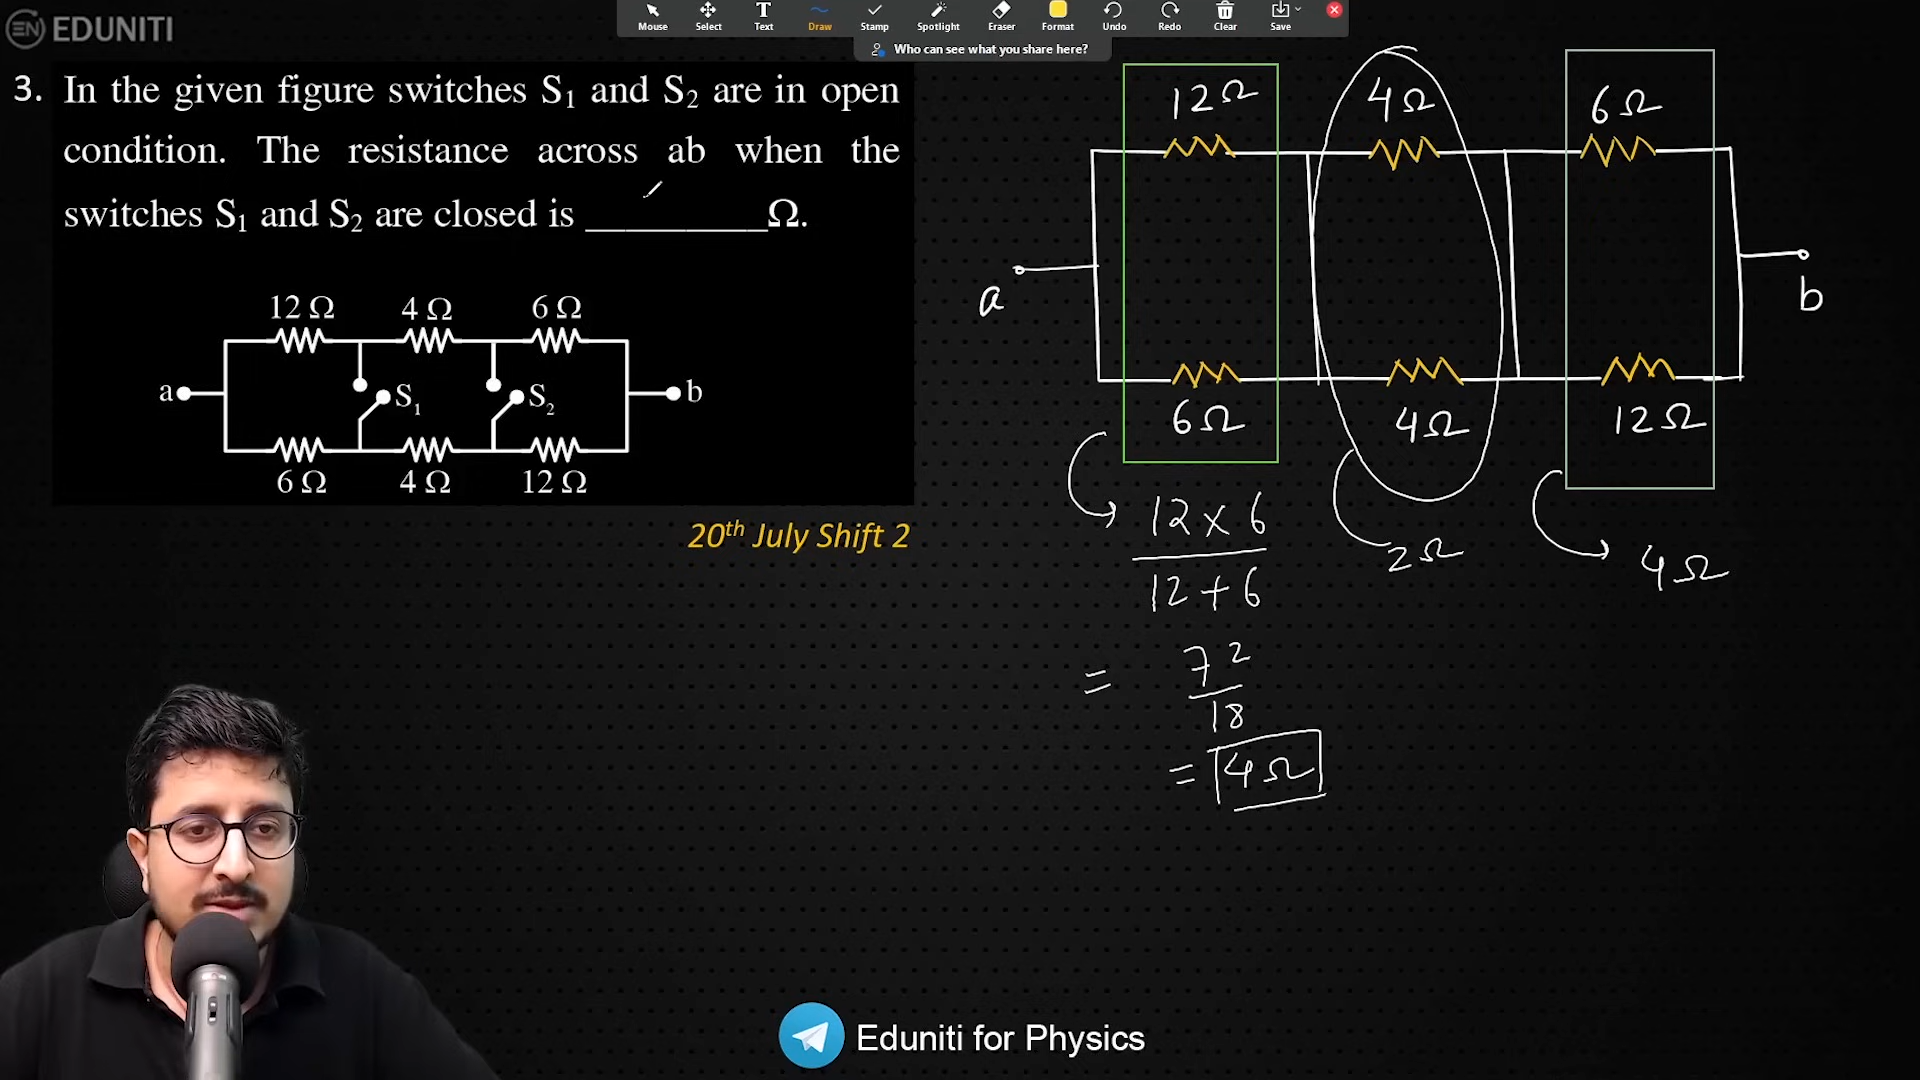 EN EDUNITI
Mouse Select Text Draw Stamp Spotlight Eraser Format Undo Redo Clear Save
Who can see what you share here?
3. In the given figure switches S₁ and S₂ are in open
condition. The resistance across ab when the
switches S₁ and S₂ are closed is __________Ω.
12 Ω 4 Ω 6 Ω
a S₁ S₂ b
6 Ω 4 Ω 12 Ω
20th July Shift 2
12Ω 4Ω 6Ω
a b
6Ω 4Ω 12Ω
12 × 6
12 + 6
2Ω
4Ω
= 72
18
= 4Ω
Eduniti for Physics